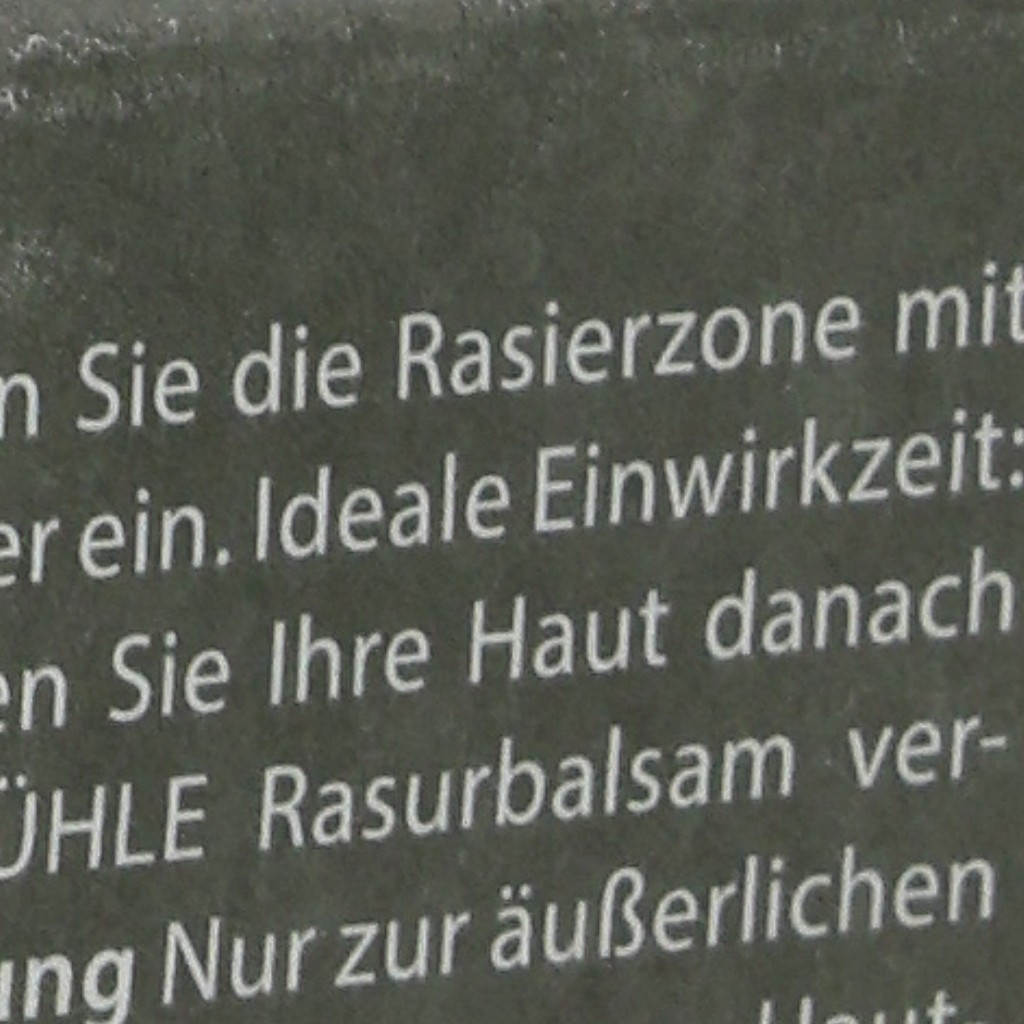 n Sie die Rasierzone mit
er ein. Ideale Einwirkzeit:
en Sie Ihre Haut danach
ÜHLE Rasurbalsam ver-
ung Nur zur äußerlichen
Haut-